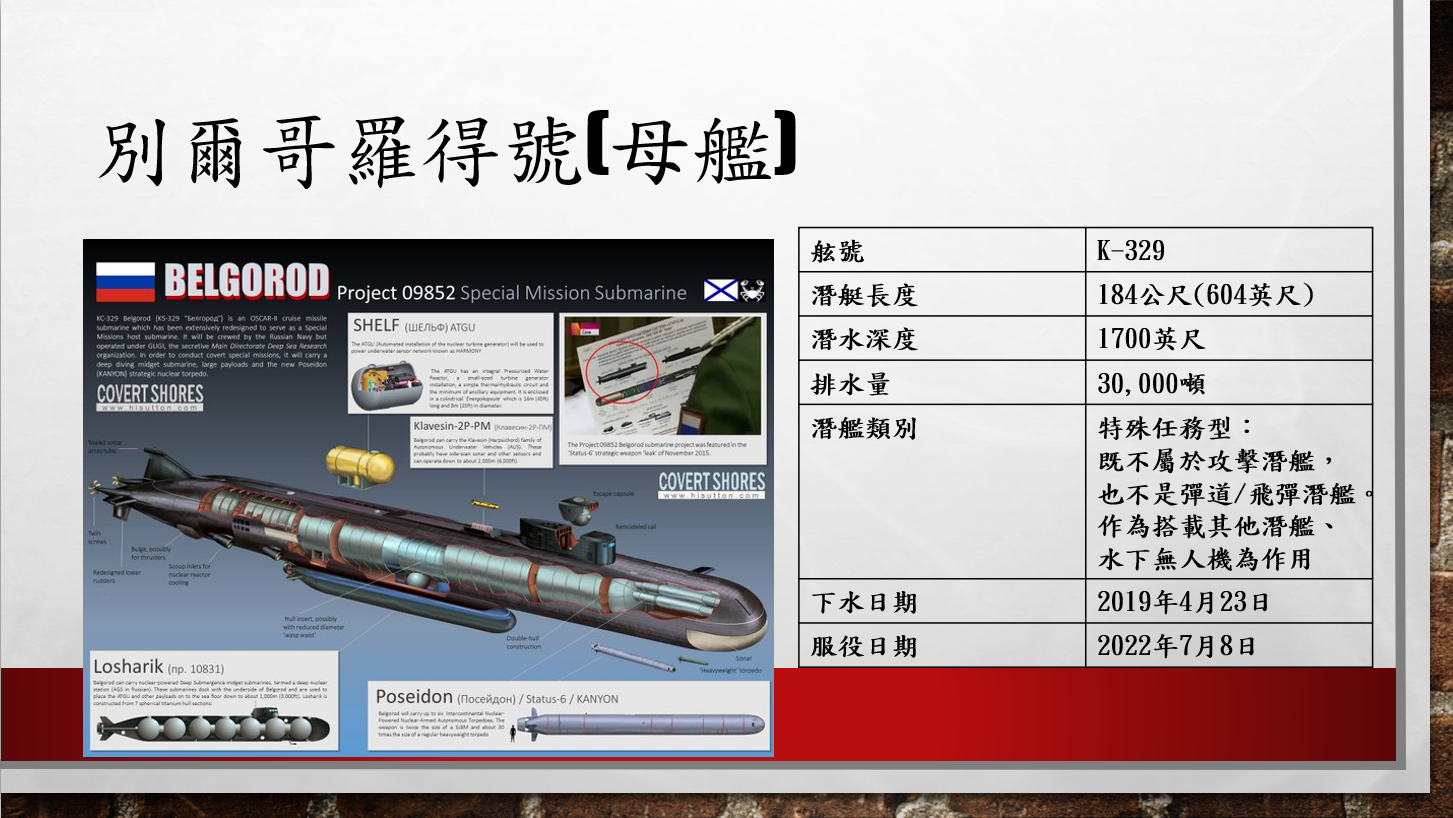 別爾哥羅得號(母艦)
BELGOROD
Project 09852 Special Mission Submarine
KC-329 Belgorod (KS-329 "Белгород") is an OSCAR-II cruise missile
submarine which has been extensively redesigned to serve as a Special
Missions host submarine. It will be crewed by the Russian Navy but
operated under GUGI, the secretive Main Directorate Deep Sea Research
organization. In order to conduct covert special missions, it will carry a
deep diving midget submarine, large payloads and the new Poseidon
(KANYON) strategic nuclear torpedo.
COVERT SHORES
www.hisutton.com
SHELF (ШЕЛЬФ) ATGU
The ATGU (Automated installation of the nuclear turbine generator) will be used to
power underwater sensor network known as HARMONY
The ATGU has an integral Pressurized Water
Reactor, a small-sized turbine generator
installation, a simple thermal-hydraulic circuit and
the minimum of ancillary equipment. It is enclosed
in a cylindrical 'Energokapsule' which is 16m (45ft)
long and 8m (25ft) in diameter.
Klavesin-2P-PM (Клавесин-2Р-ПМ)
Belgorod can carry the Klavesin (Harpsichord) family of
Autonomous Underwater Vehicles (AUS). These
probably have side-scan sonar and other sensors and
can operate down to about 2,000m (6,000ft)
The Project 09852 Belgorod submarine project was featured in the
'Status-6' strategic weapon 'leak' of November 2015.
COVERT SHORES
www.hisutton.com
Towed sonar
array tube
Escape capsule
Remodeled sail
Twin
screws
Bulge, possibly
for thrusters
Redesigned lower
rudders
Scoop inlets for
nuclear reactor
cooling
Hull insert, possibly
with reduced diameter
'wasp waist'
Double-hull
construction
Sonar
'Heavyweight' torpedo
Losharik (пр. 10831)
Belgorod can carry nuclear-powered Deep Submergence midget submarine, termed a deep nuclear
station (AGS in Russian). These submarines dock with the underside of Belgorod and are used to
place the ATGU and other payloads on to the sea floor down to about 1,000m (3,000ft). Losharik is
constructed from 7 spherical titanium hull sections
Poseidon (Посейдон) / Status-6 / KANYON
Belgorod will carry up to six Intercontinental Nuclear-
Powered Nuclear-Armed Autonomous Torpedoes. The
weapon is twice the size of a SLBM and about 30
times the size of a regular heavyweight torpedo
舷號 K-329
潛艇長度 184公尺(604英尺)
潛水深度 1700英尺
排水量 30,000噸
潛艦類別 特殊任務型：
既不屬於攻擊潛艦，
也不是彈道/飛彈潛艦。
作為搭載其他潛艦、
水下無人機為作用
下水日期 2019年4月23日
服役日期 2022年7月8日